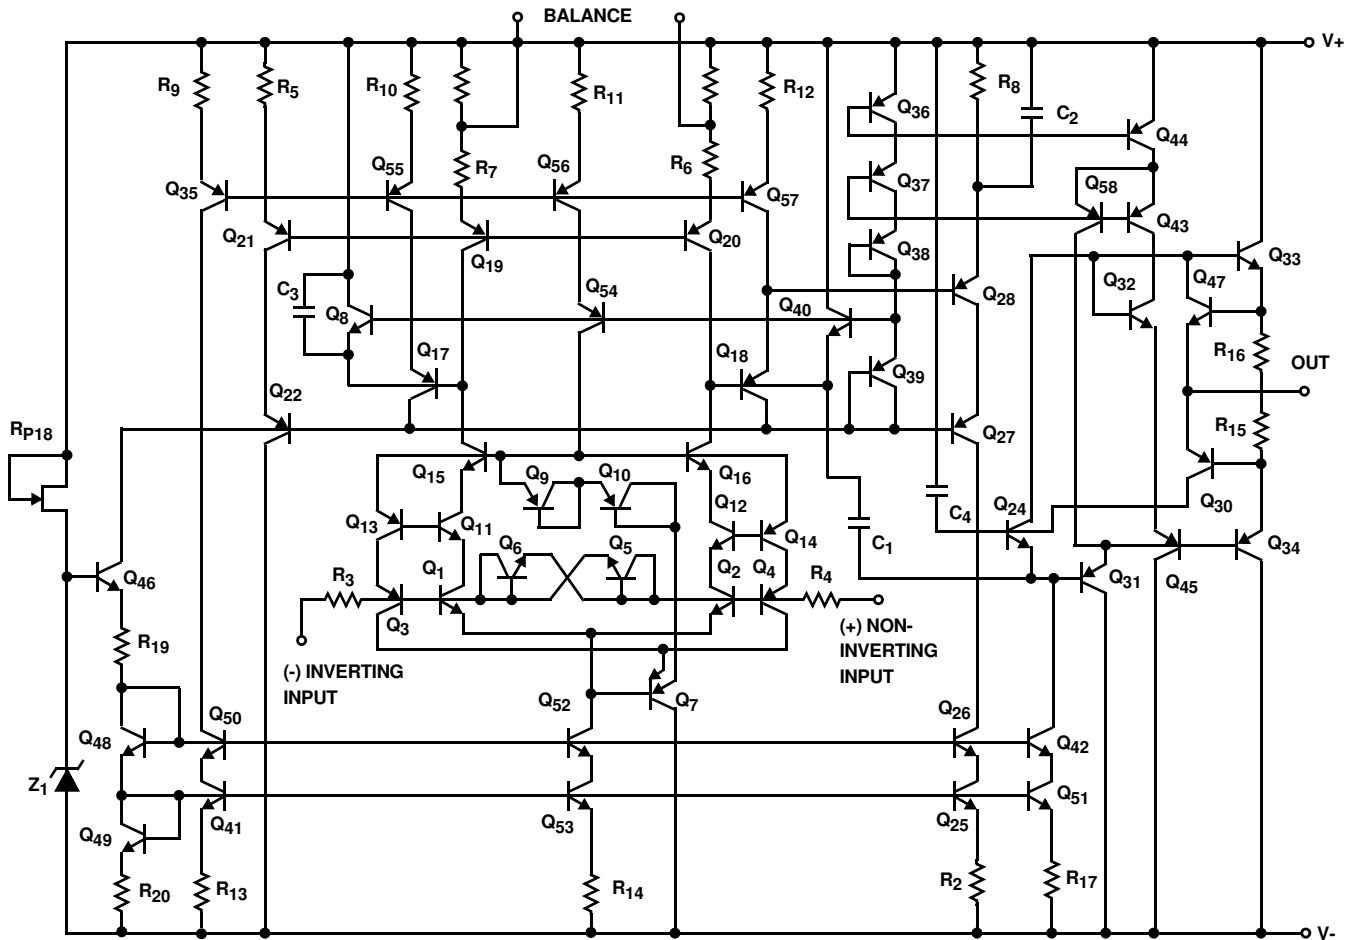 BALANCE
V+
R9
R5
R10
R11
R12
R8
C2
Q36
Q44
Q35
Q55
R7
Q56
R6
Q57
Q37
Q58
Q43
Q21
Q19
Q20
Q38
Q33
C3
Q8
Q54
Q40
Q28
Q32
Q47
R16
OUT
Q17
Q18
Q39
Q22
RP18
Q27
R15
Q15
Q9
Q10
Q16
Q30
Q13
Q11
Q12
Q14
C1
C4
Q24
Q34
Q6
Q5
Q46
R3
Q1
Q2
Q4
R4
Q31
Q45
Q3
R19
(-) INVERTING
INPUT
(+) NON-
INVERTING
INPUT
Q7
Q50
Q52
Q26
Q48
Q42
Z1
Q51
Q49
Q41
Q53
Q25
R20
R13
R14
R2
R17
V-